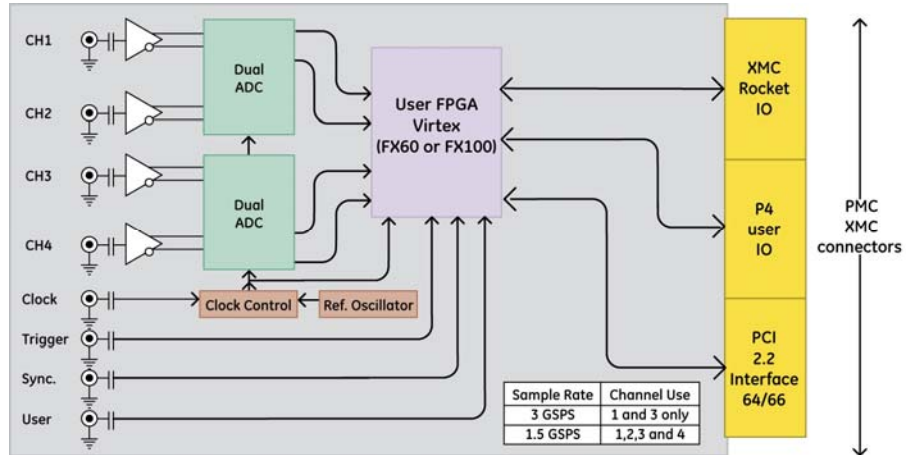 CH1
CH2
CH3
CH4
Clock
Trigger
Sync.
User
Dual
ADC
Dual
ADC
Clock Control
Ref. Oscillator
User FPGA
Virtex
(FX60 or FX100)
Sample Rate Channel Use
3 GSPS 1 and 3 only
1.5 GSPS 1,2,3 and 4
XMC
Rocket
IO
P4
user
IO
PCI
2.2
Interface
64/66
PMC
XMC
connectors